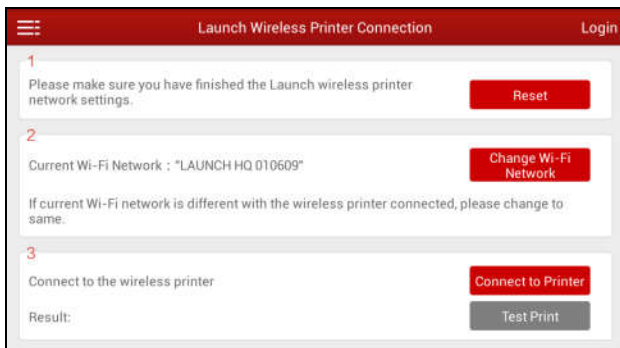 Launch Wireless Printer Connection
Login
1
Please make sure you have finished the Launch wireless printer
network settings.
Reset
2
Current Wi-Fi Network : "LAUNCH HQ 010609"
Change Wi-Fi
Network
If current Wi-Fi network is different with the wireless printer connected, please change to
same.
3
Connect to the wireless printer
Connect to Printer
Result:
Test Print